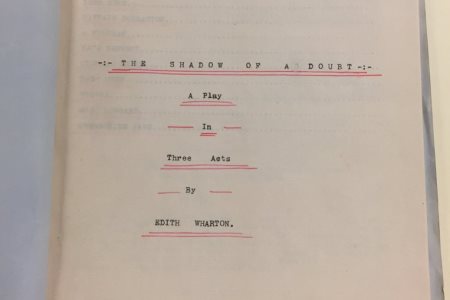 -:- THE SHADOW OF A DOUBT -:-
A Play
In
Three Acts
By
EDITH WHARTON.